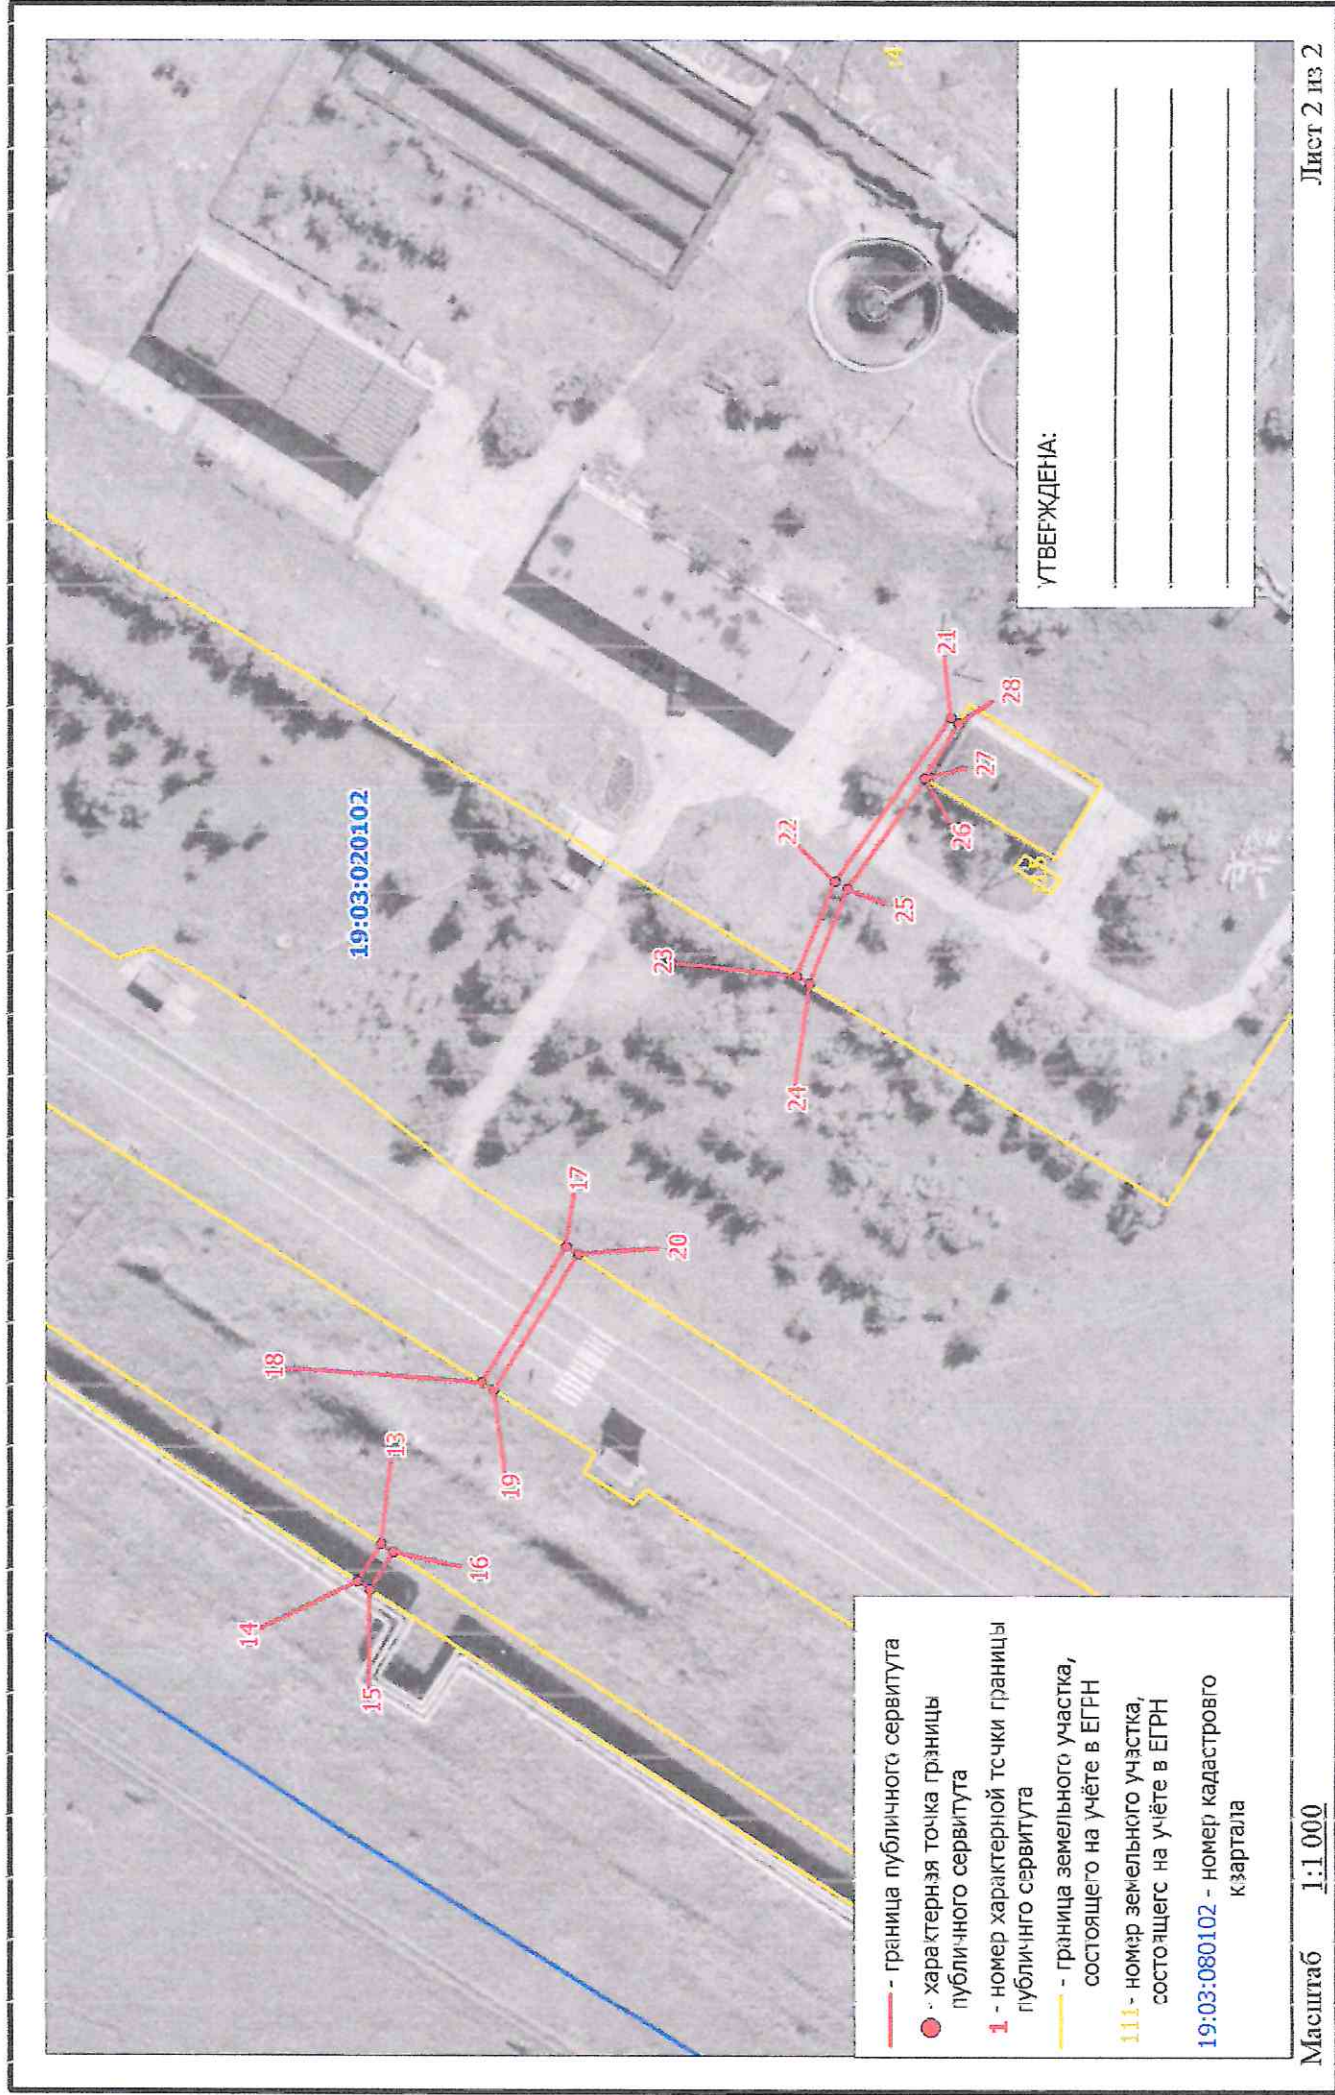 19:03:020102
13
14
15
16
17
18
19
20
21
22
23
24
25
26
27
28
УТВЕРЖДЕНА:
- граница публичного сервитута
- характерная точка границы
публичного сервитута
1 - номер характерной точки границы
публичнго сервитута
- граница земельного участка,
состоящего на учёте в ЕГРН
111 - номер земельного участка,
состоящего на учёте в ЕГРН
19:03:080102 - номер кадастрового
квартала
Масштаб 1:1 000
Лист 2 из 2